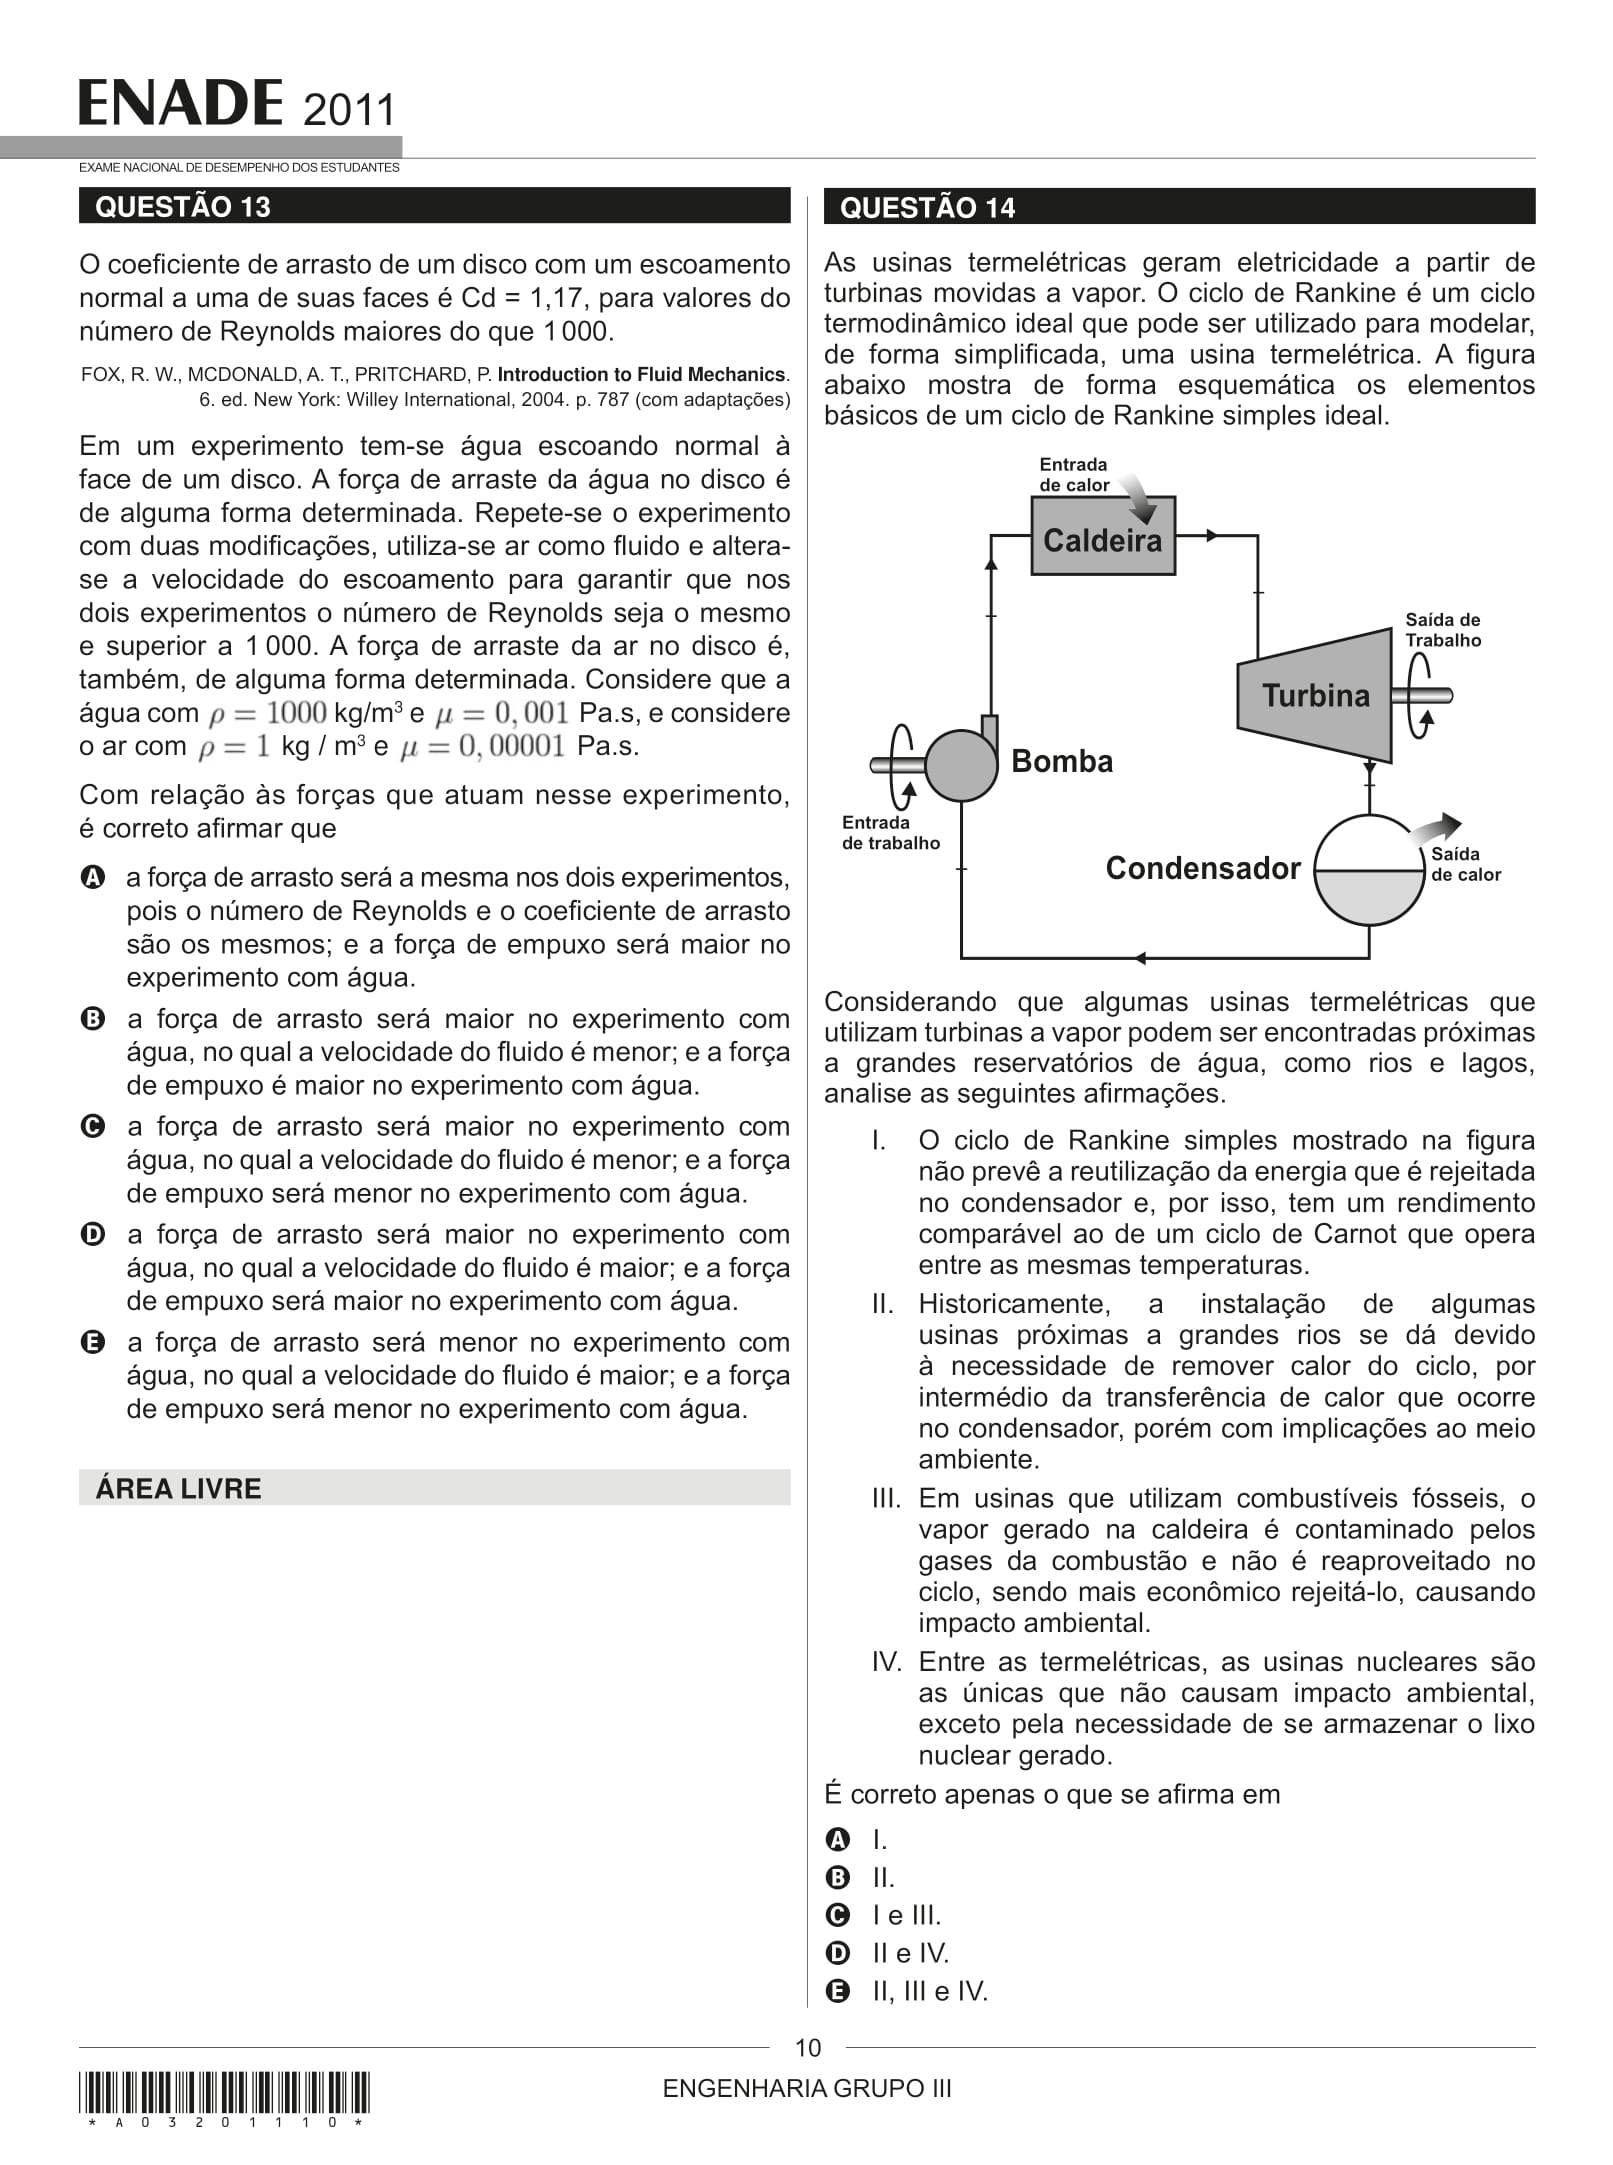 ENADE 2011
EXAME NACIONAL DE DESEMPENHO DOS ESTUDANTES
QUESTÃO 13
O coeficiente de arrasto de um disco com um escoamento
normal a uma de suas faces é Cd = 1,17, para valores do
número de Reynolds maiores do que 1 000.
FOX, R. W., MCDONALD, A. T., PRITCHARD, P. Introduction to Fluid Mechanics.
6. ed. New York: Willey International, 2004. p. 787 (com adaptações)
Em um experimento tem-se água escoando normal à
face de um disco. A força de arraste da água no disco é
de alguma forma determinada. Repete-se o experimento
com duas modificações, utiliza-se ar como fluido e altera-
se a velocidade do escoamento para garantir que nos
dois experimentos o número de Reynolds seja o mesmo
e superior a 1 000. A força de arraste da ar no disco é,
também, de alguma forma determinada. Considere que a
água com ρ = 1000 kg/m³ e μ = 0, 001 Pa.s, e considere
o ar com ρ = 1 kg / m³ e μ = 0, 00001 Pa.s.
Com relação às forças que atuam nesse experimento,
é correto afirmar que
A a força de arrasto será a mesma nos dois experimentos,
pois o número de Reynolds e o coeficiente de arrasto
são os mesmos; e a força de empuxo será maior no
experimento com água.
B a força de arrasto será maior no experimento com
água, no qual a velocidade do fluido é menor; e a força
de empuxo é maior no experimento com água.
C a força de arrasto será maior no experimento com
água, no qual a velocidade do fluido é menor; e a força
de empuxo será menor no experimento com água.
D a força de arrasto será maior no experimento com
água, no qual a velocidade do fluido é maior; e a força
de empuxo será maior no experimento com água.
E a força de arrasto será menor no experimento com
água, no qual a velocidade do fluido é maior; e a força
de empuxo será menor no experimento com água.
ÁREA LIVRE
QUESTÃO 14
As usinas termelétricas geram eletricidade a partir de
turbinas movidas a vapor. O ciclo de Rankine é um ciclo
termodinâmico ideal que pode ser utilizado para modelar,
de forma simplificada, uma usina termelétrica. A figura
abaixo mostra de forma esquemática os elementos
básicos de um ciclo de Rankine simples ideal.
Entrada
de calor
Caldeira
Saída de
Trabalho
Turbina
Bomba
Entrada
de trabalho
Condensador
Saída
de calor
Considerando que algumas usinas termelétricas que
utilizam turbinas a vapor podem ser encontradas próximas
a grandes reservatórios de água, como rios e lagos,
analise as seguintes afirmações.
I. O ciclo de Rankine simples mostrado na figura
não prevê a reutilização da energia que é rejeitada
no condensador e, por isso, tem um rendimento
comparável ao de um ciclo de Carnot que opera
entre as mesmas temperaturas.
II. Historicamente, a instalação de algumas
usinas próximas a grandes rios se dá devido
à necessidade de remover calor do ciclo, por
intermédio da transferência de calor que ocorre
no condensador, porém com implicações ao meio
ambiente.
III. Em usinas que utilizam combustíveis fósseis, o
vapor gerado na caldeira é contaminado pelos
gases da combustão e não é reaproveitado no
ciclo, sendo mais econômico rejeitá-lo, causando
impacto ambiental.
IV. Entre as termelétricas, as usinas nucleares são
as únicas que não causam impacto ambiental,
exceto pela necessidade de se armazenar o lixo
nuclear gerado.
É correto apenas o que se afirma em
A I.
B II.
C I e III.
D II e IV.
E II, III e IV.
10
ENGENHARIA GRUPO III
* A 0 3 2 0 1 1 1 0 *